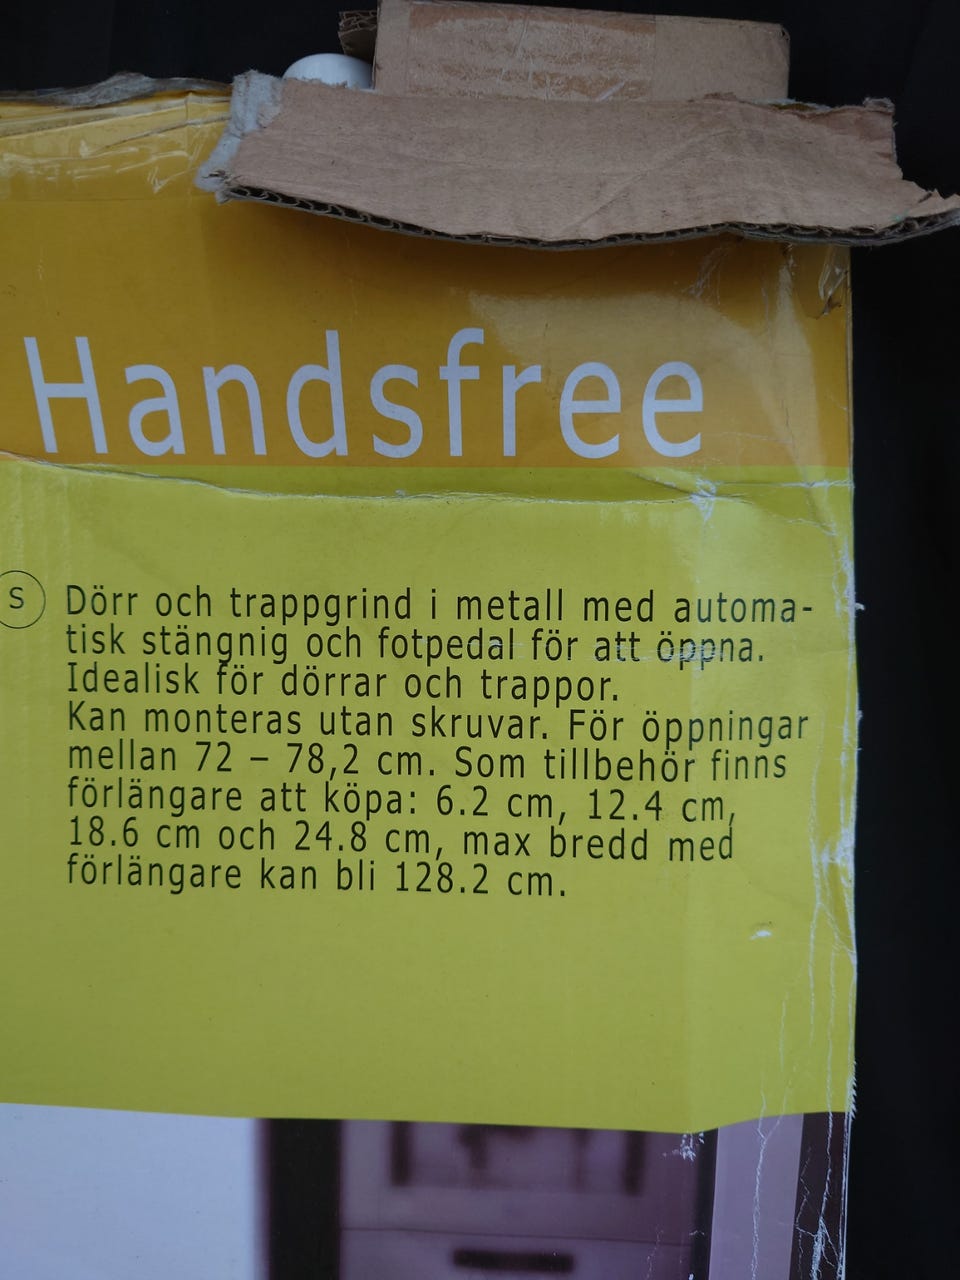 Handsfree
S
Dörr och trappgrind i metall med automa-
tisk stängnig och fotpedal för att öppna.
Idealisk för dörrar och trappor.
Kan monteras utan skruvar. För öppningar
mellan 72 – 78,2 cm. Som tillbehör finns
förlängare att köpa: 6.2 cm, 12.4 cm,
18.6 cm och 24.8 cm, max bredd med
förlängare kan bli 128.2 cm.